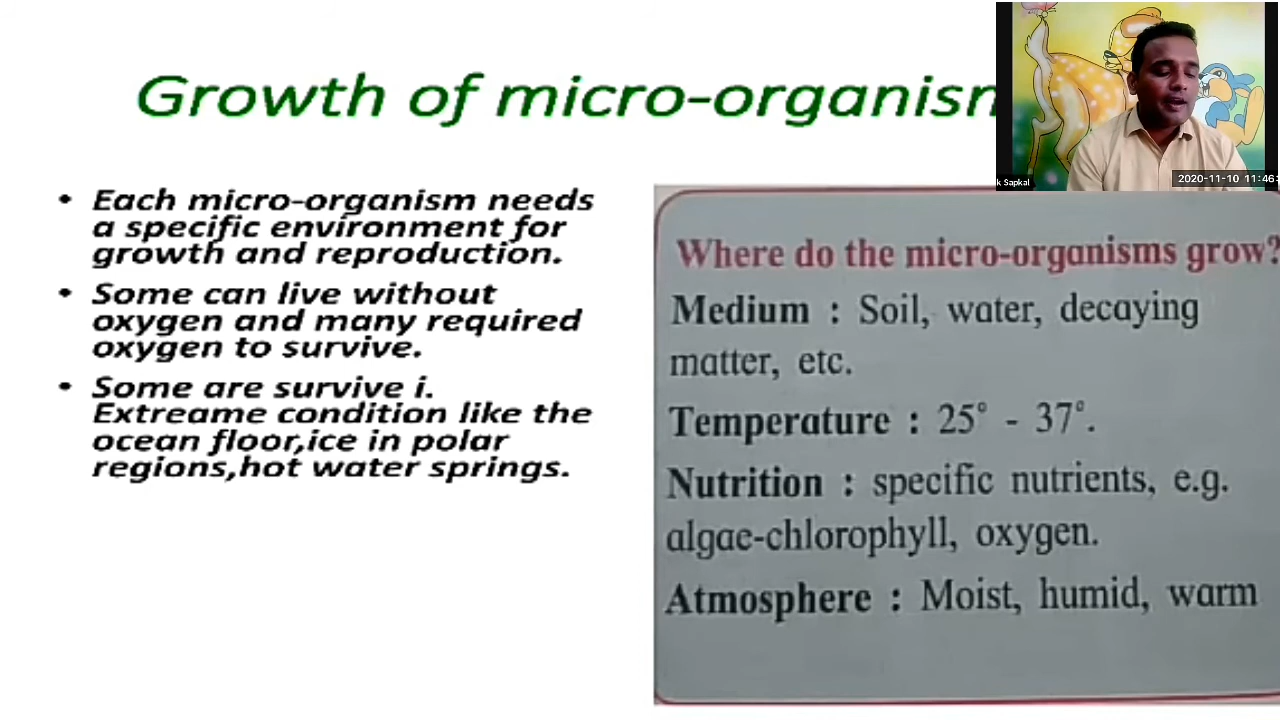 Growth of micro-organism
k Sapkal
2020-11-10 11:46:
• Each micro-organism needs
a specific environment for
growth and reproduction.
• Some can live without
oxygen and many required
oxygen to survive.
• Some are survive i.
Extreame condition like the
ocean floor,ice in polar
regions,hot water springs.
Where do the micro-organisms grow?
Medium : Soil, water, decaying
matter, etc.
Temperature : 25° - 37°.
Nutrition : specific nutrients, e.g.
algae-chlorophyll, oxygen.
Atmosphere : Moist, humid, warm